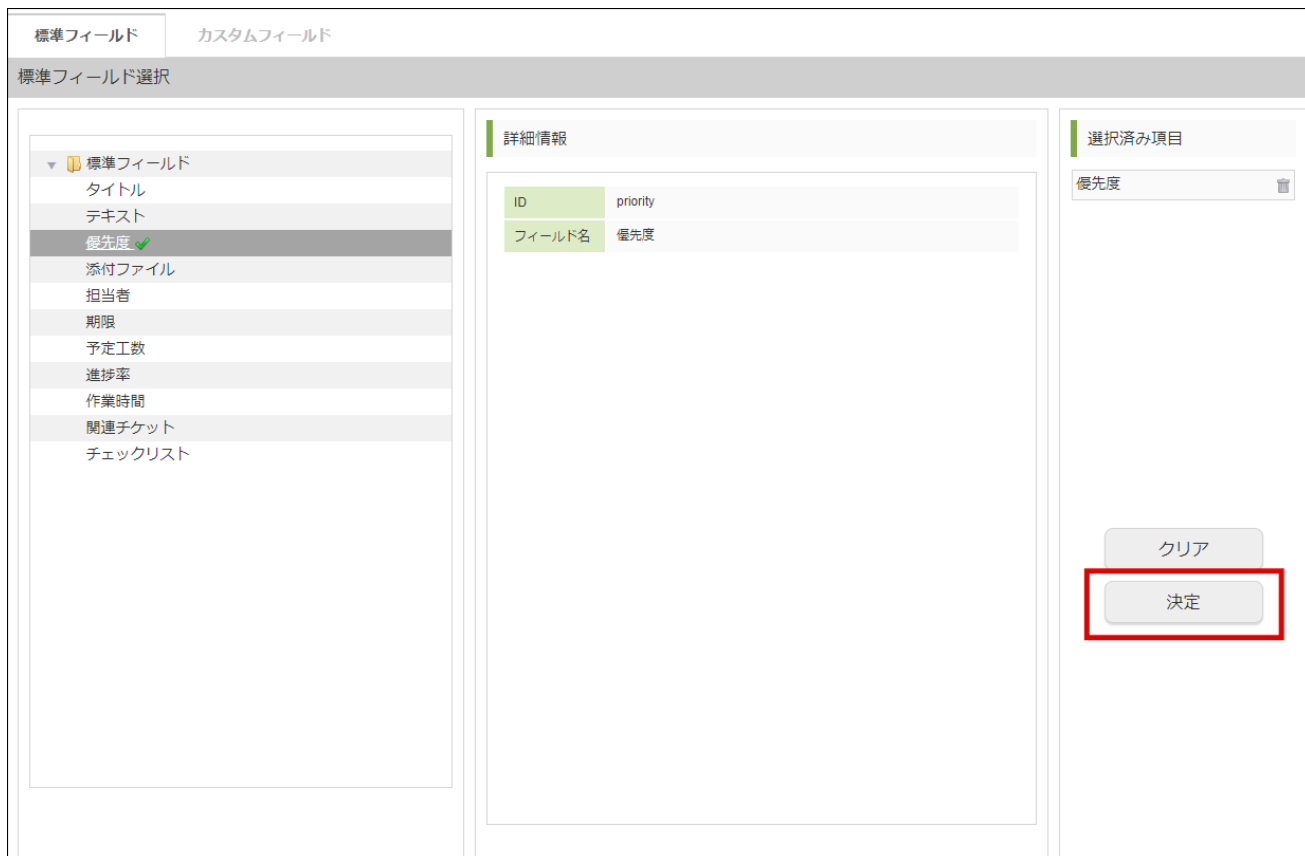 標準フィールド
カスタムフィールド
標準フィールド選択
標準フィールド
タイトル
テキスト
優先度
添付ファイル
担当者
期限
予定工数
進捗率
作業時間
関連チケット
チェックリスト
詳細情報
ID priority
フィールド名 優先度
選択済み項目
優先度
クリア
決定